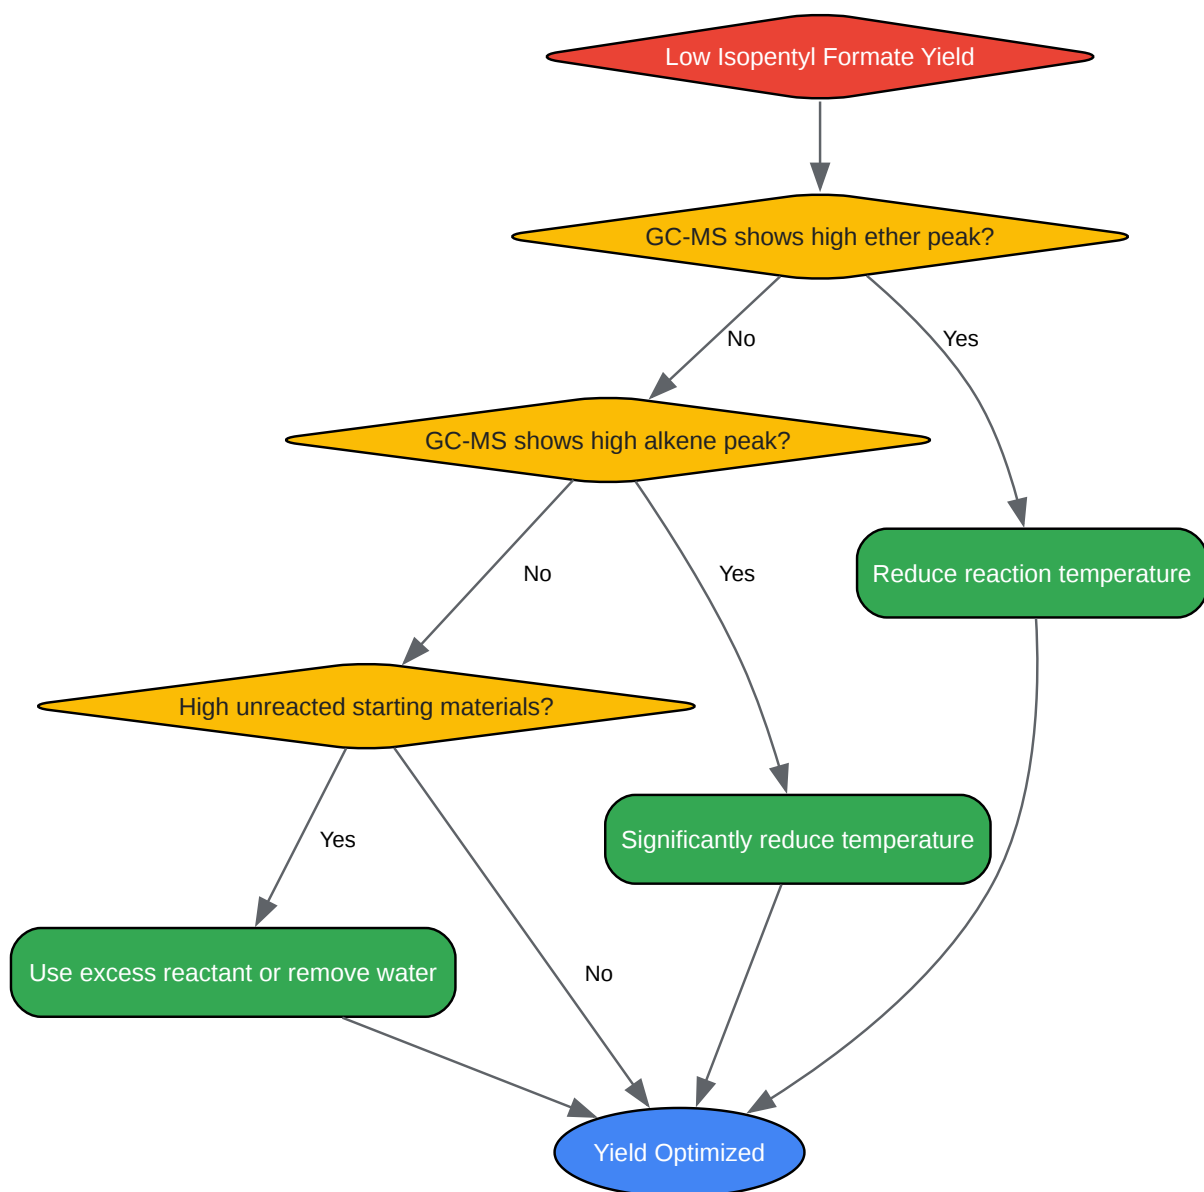 Low Isopentyl Formate Yield
GC-MS shows high ether peak?
No
Yes
GC-MS shows high alkene peak?
No
Yes
Reduce reaction temperature
High unreacted starting materials?
Yes
Significantly reduce temperature
Use excess reactant or remove water
No
Yield Optimized